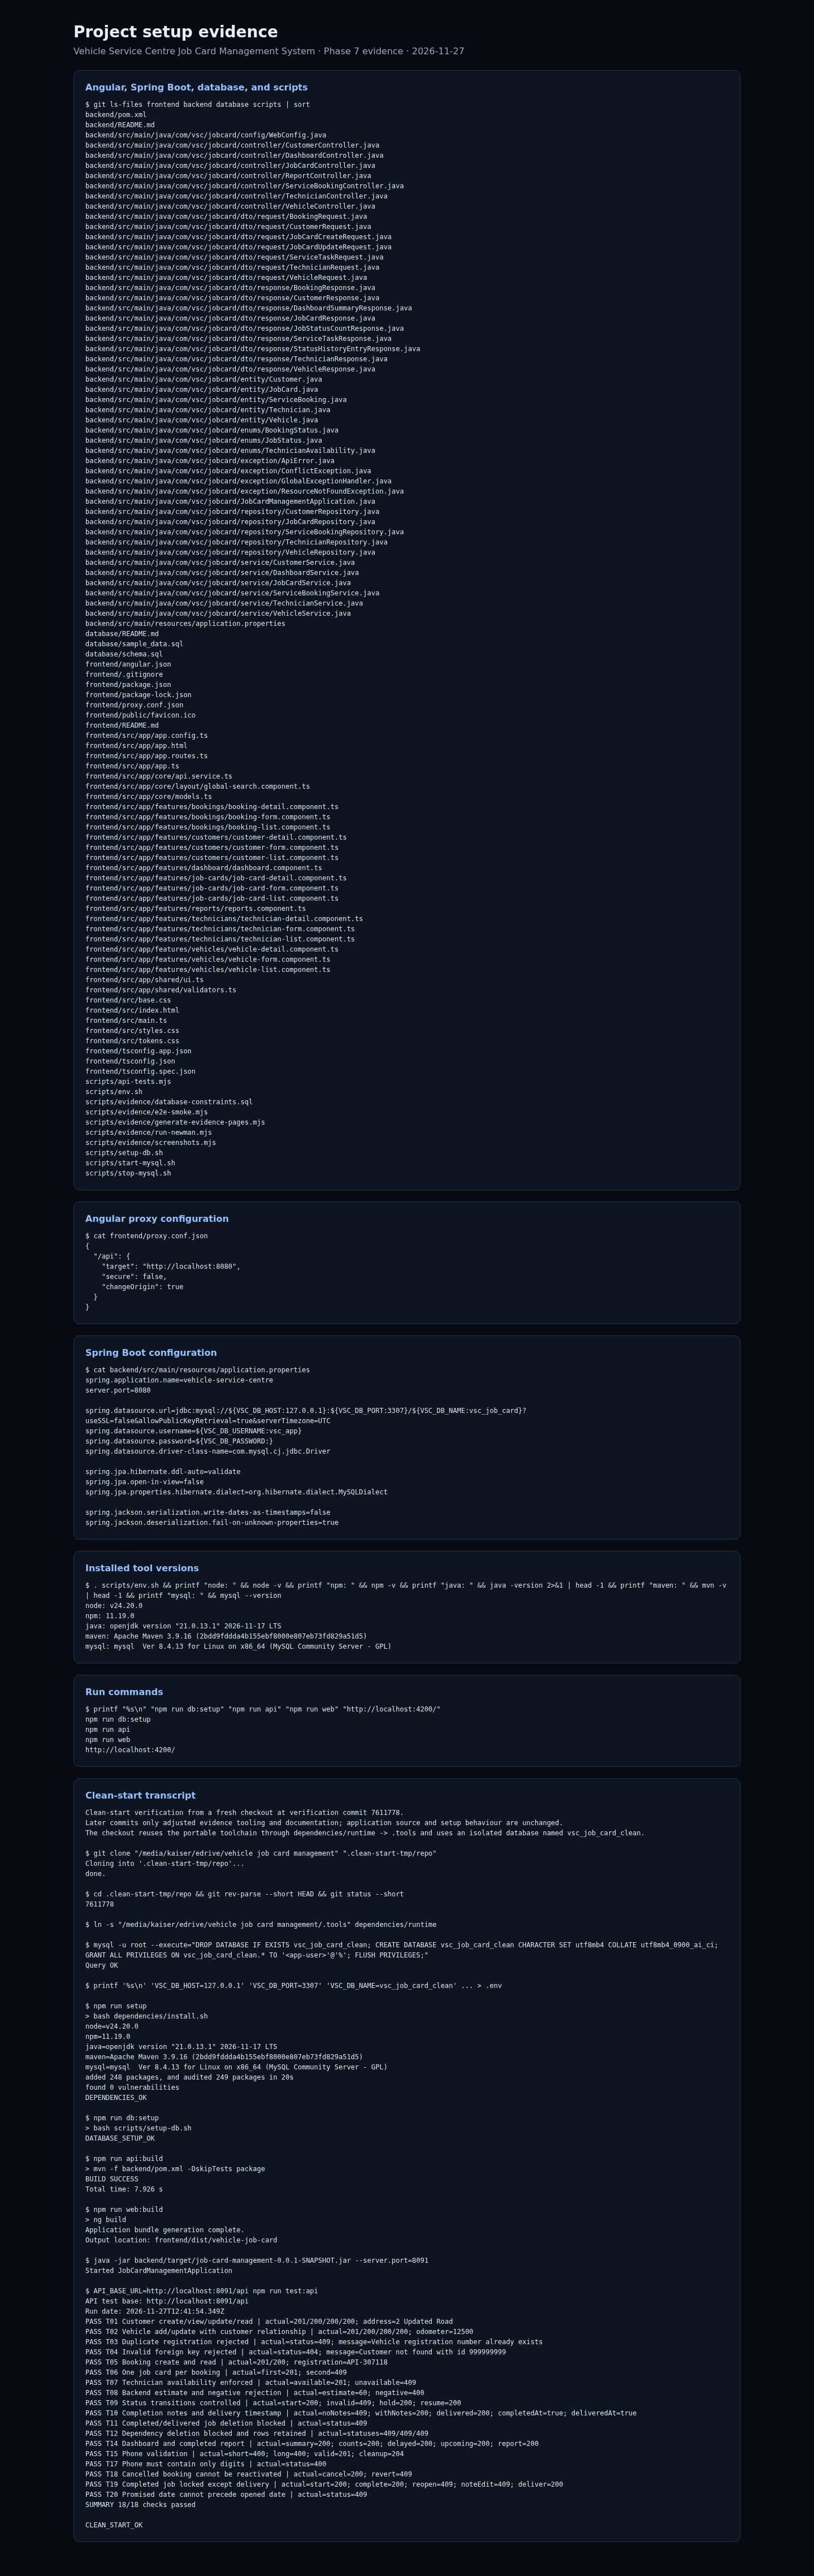 Project setup evidence
Vehicle Service Centre Job Card Management System · Phase 7 evidence · 2026-11-27
Angular, Spring Boot, database, and scripts
$ git ls-files frontend backend database scripts | sort
backend/pom.xml
backend/README.md
backend/src/main/java/com/vsc/jobcard/config/WebConfig.java
backend/src/main/java/com/vsc/jobcard/controller/CustomerController.java
backend/src/main/java/com/vsc/jobcard/controller/DashboardController.java
backend/src/main/java/com/vsc/jobcard/controller/JobCardController.java
backend/src/main/java/com/vsc/jobcard/controller/ReportController.java
backend/src/main/java/com/vsc/jobcard/controller/ServiceBookingController.java
backend/src/main/java/com/vsc/jobcard/controller/TechnicianController.java
backend/src/main/java/com/vsc/jobcard/controller/VehicleController.java
backend/src/main/java/com/vsc/jobcard/dto/request/BookingRequest.java
backend/src/main/java/com/vsc/jobcard/dto/request/CustomerRequest.java
backend/src/main/java/com/vsc/jobcard/dto/request/JobCardCreateRequest.java
backend/src/main/java/com/vsc/jobcard/dto/request/JobCardUpdateRequest.java
backend/src/main/java/com/vsc/jobcard/dto/request/ServiceTaskRequest.java
backend/src/main/java/com/vsc/jobcard/dto/request/TechnicianRequest.java
backend/src/main/java/com/vsc/jobcard/dto/request/VehicleRequest.java
backend/src/main/java/com/vsc/jobcard/dto/response/BookingResponse.java
backend/src/main/java/com/vsc/jobcard/dto/response/CustomerResponse.java
backend/src/main/java/com/vsc/jobcard/dto/response/DashboardSummaryResponse.java
backend/src/main/java/com/vsc/jobcard/dto/response/JobCardResponse.java
backend/src/main/java/com/vsc/jobcard/dto/response/JobStatusCountResponse.java
backend/src/main/java/com/vsc/jobcard/dto/response/ServiceTaskResponse.java
backend/src/main/java/com/vsc/jobcard/dto/response/StatusHistoryEntryResponse.java
backend/src/main/java/com/vsc/jobcard/dto/response/TechnicianResponse.java
backend/src/main/java/com/vsc/jobcard/dto/response/VehicleResponse.java
backend/src/main/java/com/vsc/jobcard/entity/Customer.java
backend/src/main/java/com/vsc/jobcard/entity/JobCard.java
backend/src/main/java/com/vsc/jobcard/entity/ServiceBooking.java
backend/src/main/java/com/vsc/jobcard/entity/Technician.java
backend/src/main/java/com/vsc/jobcard/entity/Vehicle.java
backend/src/main/java/com/vsc/jobcard/enums/BookingStatus.java
backend/src/main/java/com/vsc/jobcard/enums/JobStatus.java
backend/src/main/java/com/vsc/jobcard/enums/TechnicianAvailability.java
backend/src/main/java/com/vsc/jobcard/exception/ApiError.java
backend/src/main/java/com/vsc/jobcard/exception/ConflictException.java
backend/src/main/java/com/vsc/jobcard/exception/GlobalExceptionHandler.java
backend/src/main/java/com/vsc/jobcard/exception/ResourceNotFoundException.java
backend/src/main/java/com/vsc/jobcard/JobCardManagementApplication.java
backend/src/main/java/com/vsc/jobcard/repository/CustomerRepository.java
backend/src/main/java/com/vsc/jobcard/repository/JobCardRepository.java
backend/src/main/java/com/vsc/jobcard/repository/ServiceBookingRepository.java
backend/src/main/java/com/vsc/jobcard/repository/TechnicianRepository.java
backend/src/main/java/com/vsc/jobcard/repository/VehicleRepository.java
backend/src/main/java/com/vsc/jobcard/service/CustomerService.java
backend/src/main/java/com/vsc/jobcard/service/DashboardService.java
backend/src/main/java/com/vsc/jobcard/service/JobCardService.java
backend/src/main/java/com/vsc/jobcard/service/ServiceBookingService.java
backend/src/main/java/com/vsc/jobcard/service/TechnicianService.java
backend/src/main/java/com/vsc/jobcard/service/VehicleService.java
backend/src/main/resources/application.properties
database/README.md
database/sample_data.sql
database/schema.sql
frontend/angular.json
frontend/.gitignore
frontend/package.json
frontend/package-lock.json
frontend/proxy.conf.json
frontend/public/favicon.ico
frontend/README.md
frontend/src/app/app.config.ts
frontend/src/app/app.html
frontend/src/app/app.routes.ts
frontend/src/app/app.ts
frontend/src/app/core/api.service.ts
frontend/src/app/core/layout/global-search.component.ts
frontend/src/app/core/models.ts
frontend/src/app/features/bookings/booking-detail.component.ts
frontend/src/app/features/bookings/booking-form.component.ts
frontend/src/app/features/bookings/booking-list.component.ts
frontend/src/app/features/customers/customer-detail.component.ts
frontend/src/app/features/customers/customer-form.component.ts
frontend/src/app/features/customers/customer-list.component.ts
frontend/src/app/features/dashboard/dashboard.component.ts
frontend/src/app/features/job-cards/job-card-detail.component.ts
frontend/src/app/features/job-cards/job-card-form.component.ts
frontend/src/app/features/job-cards/job-card-list.component.ts
frontend/src/app/features/reports/reports.component.ts
frontend/src/app/features/technicians/technician-detail.component.ts
frontend/src/app/features/technicians/technician-form.component.ts
frontend/src/app/features/technicians/technician-list.component.ts
frontend/src/app/features/vehicles/vehicle-detail.component.ts
frontend/src/app/features/vehicles/vehicle-form.component.ts
frontend/src/app/features/vehicles/vehicle-list.component.ts
frontend/src/app/shared/ui.ts
frontend/src/app/shared/validators.ts
frontend/src/base.css
frontend/src/index.html
frontend/src/main.ts
frontend/src/styles.css
frontend/src/tokens.css
frontend/tsconfig.app.json
frontend/tsconfig.json
frontend/tsconfig.spec.json
scripts/api-tests.mjs
scripts/env.sh
scripts/evidence/database-constraints.sql
scripts/evidence/e2e-smoke.mjs
scripts/evidence/generate-evidence-pages.mjs
scripts/evidence/run-newman.mjs
scripts/evidence/screenshots.mjs
scripts/setup-db.sh
scripts/start-mysql.sh
scripts/stop-mysql.sh
Angular proxy configuration
$ cat frontend/proxy.conf.json
{
  "/api": {
    "target": "http://localhost:8080",
    "secure": false,
    "changeOrigin": true
  }
}
Spring Boot configuration
$ cat backend/src/main/resources/application.properties
spring.application.name=vehicle-service-centre
server.port=8080
spring.datasource.url=jdbc:mysql://${VSC_DB_HOST:127.0.0.1}:${VSC_DB_PORT:3307}/${VSC_DB_NAME:vsc_job_card}?
useSSL=false&allowPublicKeyRetrieval=true&serverTimezone=UTC
spring.datasource.username=${VSC_DB_USERNAME:vsc_app}
spring.datasource.password=${VSC_DB_PASSWORD:}
spring.datasource.driver-class-name=com.mysql.cj.jdbc.Driver
spring.jpa.hibernate.ddl-auto=validate
spring.jpa.open-in-view=false
spring.jpa.properties.hibernate.dialect=org.hibernate.dialect.MySQLDialect
spring.jackson.serialization.write-dates-as-timestamps=false
spring.jackson.deserialization.fail-on-unknown-properties=true
Installed tool versions
$ . scripts/env.sh && printf "node: " && node -v && printf "npm: " && npm -v && printf "java: " && java -version 2>&1 | head -1 && printf "maven: " && mvn -v
| head -1 && printf "mysql: " && mysql --version
node: v24.20.0
npm: 11.19.0
java: openjdk version "21.0.13.1" 2026-11-17 LTS
maven: Apache Maven 3.9.16 (2bdd9fddda4b155ebf8000e807eb73fd829a51d5)
mysql: mysql  Ver 8.4.13 for Linux on x86_64 (MySQL Community Server - GPL)
Run commands
$ printf "%s\n" "npm run db:setup" "npm run api" "npm run web" "http://localhost:4200/"
npm run db:setup
npm run api
npm run web
http://localhost:4200/
Clean-start transcript
Clean-start verification from a fresh checkout at verification commit 7611778.
Later commits only adjusted evidence tooling and documentation; application source and setup behaviour are unchanged.
The checkout reuses the portable toolchain through dependencies/runtime -> .tools and uses an isolated database named vsc_job_card_clean.
$ git clone "/media/kaiser/edrive/vehicle job card management" ".clean-start-tmp/repo"
Cloning into '.clean-start-tmp/repo'...
done.
$ cd .clean-start-tmp/repo && git rev-parse --short HEAD && git status --short
7611778
$ ln -s "/media/kaiser/edrive/vehicle job card management/.tools" dependencies/runtime
$ mysql -u root --execute="DROP DATABASE IF EXISTS vsc_job_card_clean; CREATE DATABASE vsc_job_card_clean CHARACTER SET utf8mb4 COLLATE utf8mb4_0900_ai_ci;
GRANT ALL PRIVILEGES ON vsc_job_card_clean.* TO '<app-user>'@'%'; FLUSH PRIVILEGES;"
Query OK
$ printf '%s\n' 'VSC_DB_HOST=127.0.0.1' 'VSC_DB_PORT=3307' 'VSC_DB_NAME=vsc_job_card_clean' ... > .env
$ npm run setup
> bash dependencies/install.sh
node=v24.20.0
npm=11.19.0
java=openjdk version "21.0.13.1" 2026-11-17 LTS
maven=Apache Maven 3.9.16 (2bdd9fddda4b155ebf8000e807eb73fd829a51d5)
mysql=mysql  Ver 8.4.13 for Linux on x86_64 (MySQL Community Server - GPL)
added 248 packages, and audited 249 packages in 20s
found 0 vulnerabilities
DEPENDENCIES_OK
$ npm run db:setup
> bash scripts/setup-db.sh
DATABASE_SETUP_OK
$ npm run api:build
> mvn -f backend/pom.xml -DskipTests package
BUILD SUCCESS
Total time: 7.926 s
$ npm run web:build
> ng build
Application bundle generation complete.
Output location: frontend/dist/vehicle-job-card
$ java -jar backend/target/job-card-management-0.0.1-SNAPSHOT.jar --server.port=8091
Started JobCardManagementApplication
$ API_BASE_URL=http://localhost:8091/api npm run test:api
API test base: http://localhost:8091/api
Run date: 2026-11-27T12:41:54.349Z
PASS T01 Customer create/view/update/read | actual=201/200/200/200; address=2 Updated Road
PASS T02 Vehicle add/update with customer relationship | actual=201/200/200/200; odometer=12500
PASS T03 Duplicate registration rejected | actual=status=409; message=Vehicle registration number already exists
PASS T04 Invalid foreign key rejected | actual=status=404; message=Customer not found with id 999999999
PASS T05 Booking create and read | actual=201/200; registration=API-307118
PASS T06 One job card per booking | actual=first=201; second=409
PASS T07 Technician availability enforced | actual=available=201; unavailable=409
PASS T08 Backend estimate and negative rejection | actual=estimate=60; negative=400
PASS T09 Status transitions controlled | actual=start=200; invalid=409; hold=200; resume=200
PASS T10 Completion notes and delivery timestamp | actual=noNotes=409; withNotes=200; delivered=200; completedAt=true; deliveredAt=true
PASS T11 Completed/delivered job deletion blocked | actual=status=409
PASS T12 Dependency deletion blocked and rows retained | actual=statuses=409/409/409
PASS T14 Dashboard and completed report | actual=summary=200; counts=200; delayed=200; upcoming=200; report=200
PASS T15 Phone validation | actual=short=400; long=400; valid=201; cleanup=204
PASS T17 Phone must contain only digits | actual=status=400
PASS T18 Cancelled booking cannot be reactivated | actual=cancel=200; revert=409
PASS T19 Completed job locked except delivery | actual=start=200; complete=200; reopen=409; noteEdit=409; deliver=200
PASS T20 Promised date cannot precede opened date | actual=status=409
SUMMARY 18/18 checks passed
CLEAN_START_OK